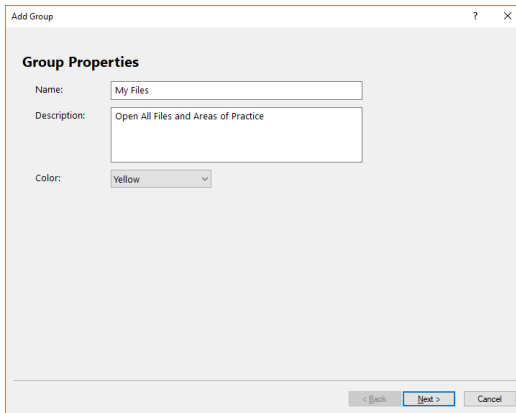 Add Group
?
Group Properties
Name:
My Files
Description:
Open All Files and Areas of Practice
Color:
Yellow
< Back
Next >
Cancel